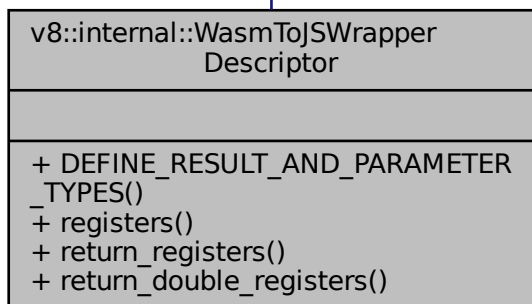 v8::internal::WasmToJSWrapper
Descriptor
+ DEFINE_RESULT_AND_PARAMETER
_TYPES()
+ registers()
+ return_registers()
+ return_double_registers()